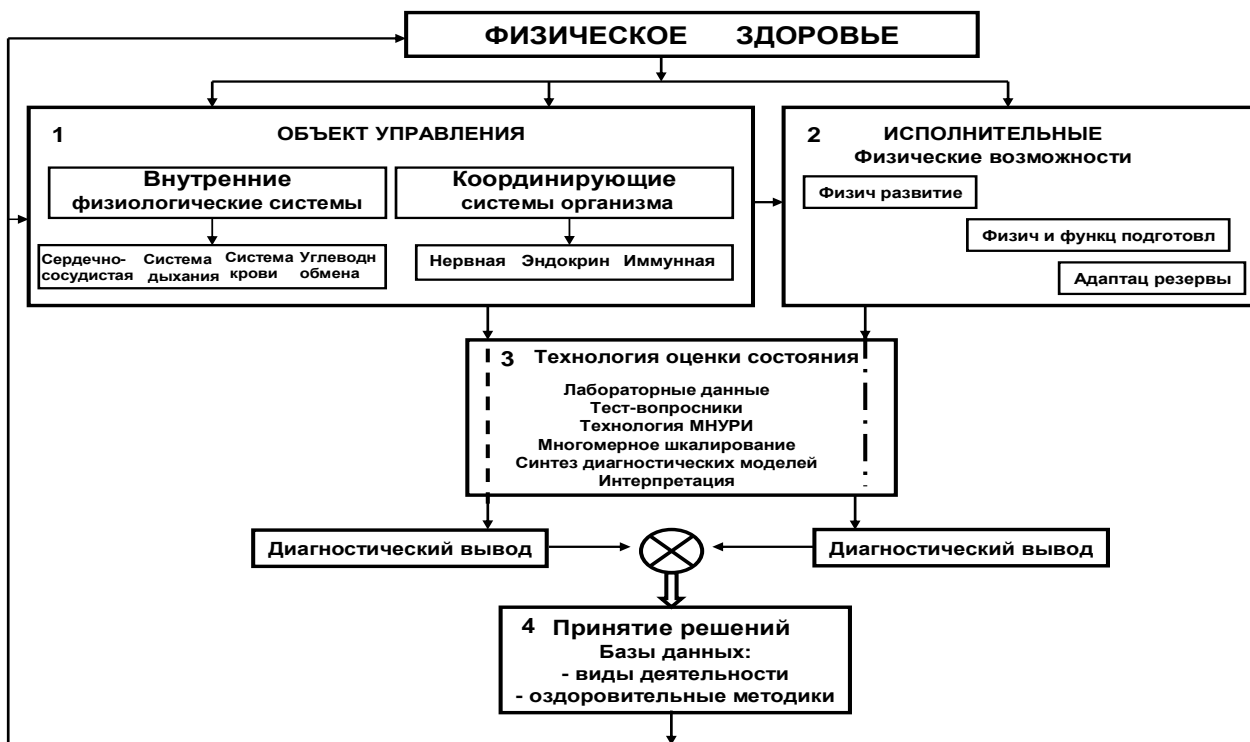 ФИЗИЧЕСКОЕ ЗДОРОВЬЕ
1 ОБЪЕКТ УПРАВЛЕНИЯ
Внутренние
физиологические системы
Координирующие
системы организма
Сердечно-
сосудистая
Система
дыхания
Система
крови
Углеводн
обмена
Нервная Эндокрин Иммунная
2 ИСПОЛНИТЕЛЬНЫЕ
Физические возможности
Физич развитие
Физич и функц подготовл
Адаптац резервы
3 Технология оценки состояния
Лабораторные данные
Тест-вопросники
Технология МНУРИ
Многомерное шкалирование
Синтез диагностических моделей
Интерпретация
Диагностический вывод
Диагностический вывод
4 Принятие решений
Базы данных:
- виды деятельности
- оздоровительные методики